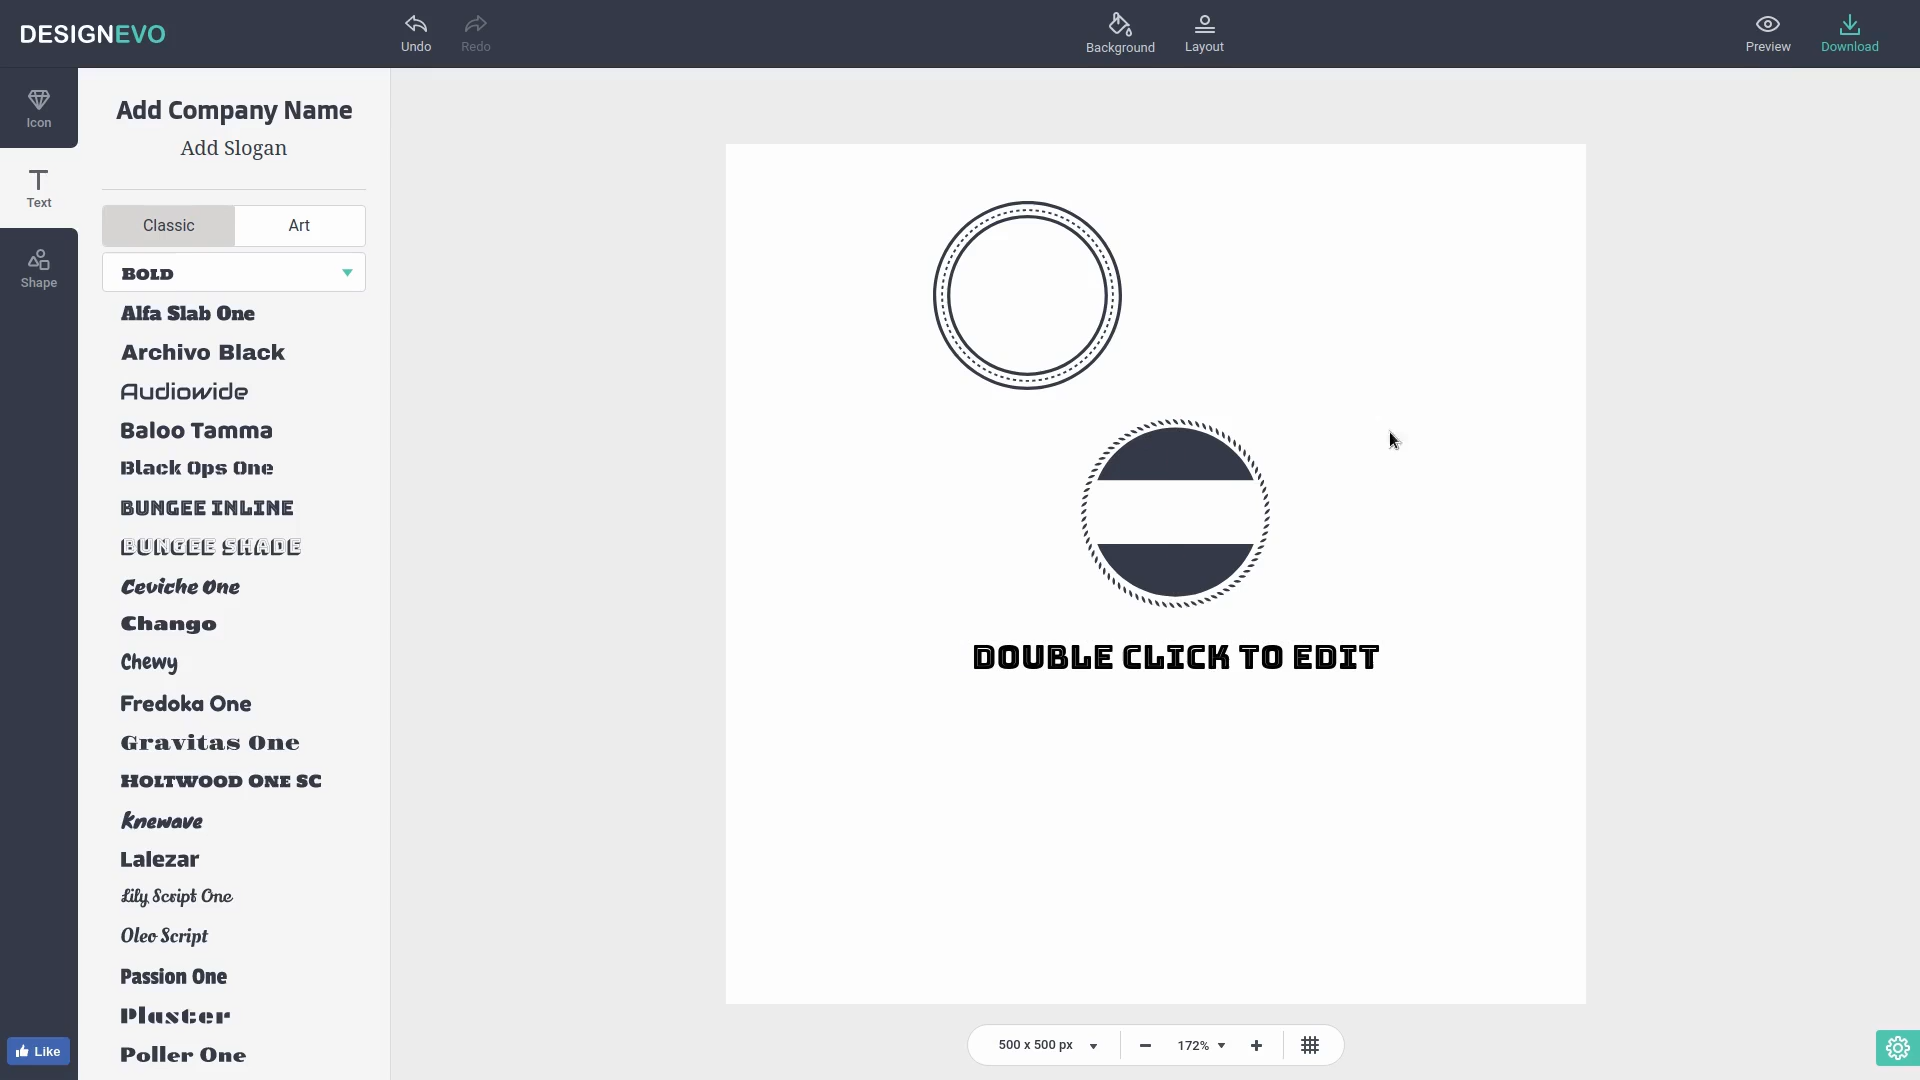 DESIGNEVO
Undo
Redo
Background
Layout
Preview
Download
Icon
Text
Shape
Add Company Name
Add Slogan
Classic
Art
BOLD
Alfa Slab One
Archivo Black
Audiowide
Baloo Tamma
Black Ops One
BUNGEE INLINE
BUNGEE SHADE
Ceviche One
Chango
Chewy
Fredoka One
Gravitas One
HOLTWOOD ONE SC
Knewave
Lalezar
Lily Script One
Oleo Script
Passion One
Plaster
Poller One
DOUBLE CLICK TO EDIT
500 x 500 px
172%
Like